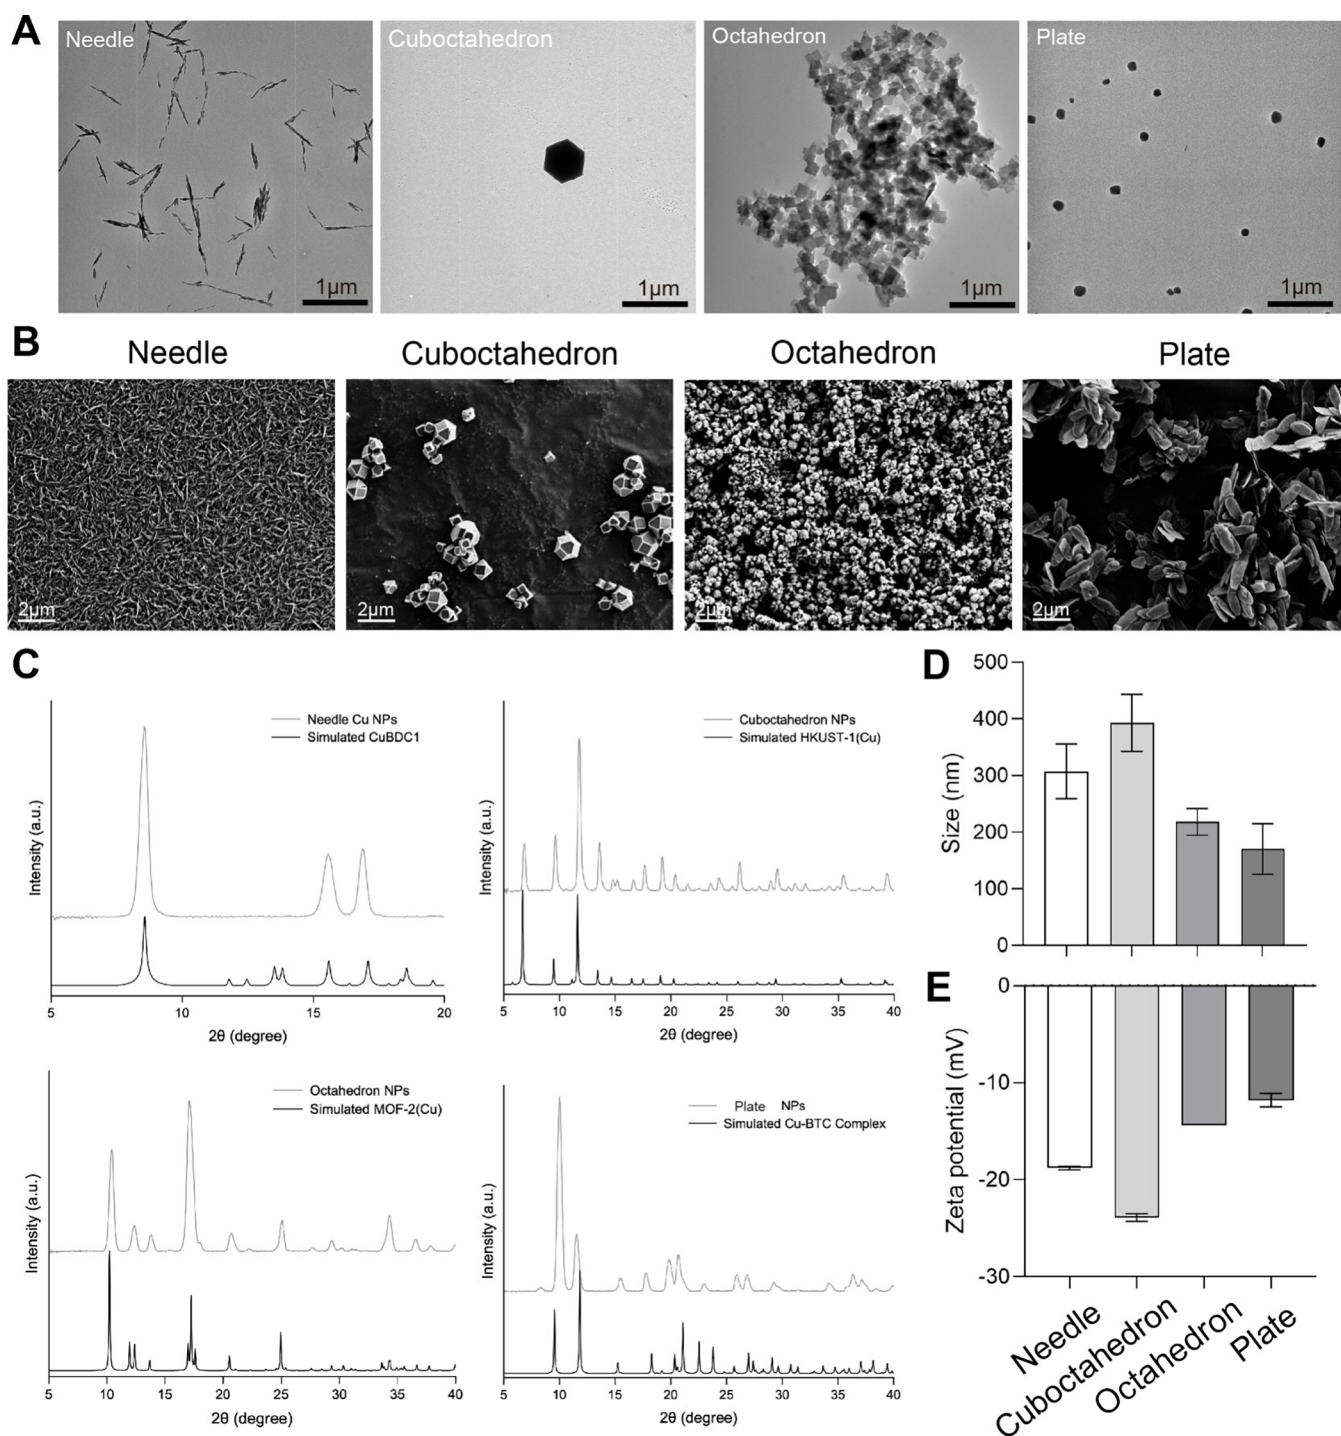 A
Needle
Cuboctahedron
Octahedron
Plate
1μm
1μm
1μm
1μm
B
Needle
Cuboctahedron
Octahedron
Plate
2μm
2μm
2μm
2μm
C
Needle Cu NPs
Simulated CuBDC1
Intensity (a.u.)
5
10
15
20
2θ (degree)
Cuboctahedron NPs
Simulated HKUST-1(Cu)
Intensity (a.u.)
5
10
15
20
25
30
35
40
2θ (degree)
Octahedron NPs
Simulated MOF-2(Cu)
Intensity (a.u.)
5
10
15
20
25
30
35
40
2θ (degree)
Plate NPs
Simulated Cu-BTC Complex
Intensity (a.u.)
5
10
15
20
25
30
35
40
2θ (degree)
D
Size (nm)
500
400
300
200
100
0
E
Zeta potential (mV)
0
-10
-20
-30
Needle
Cuboctahedron
Octahedron
Plate